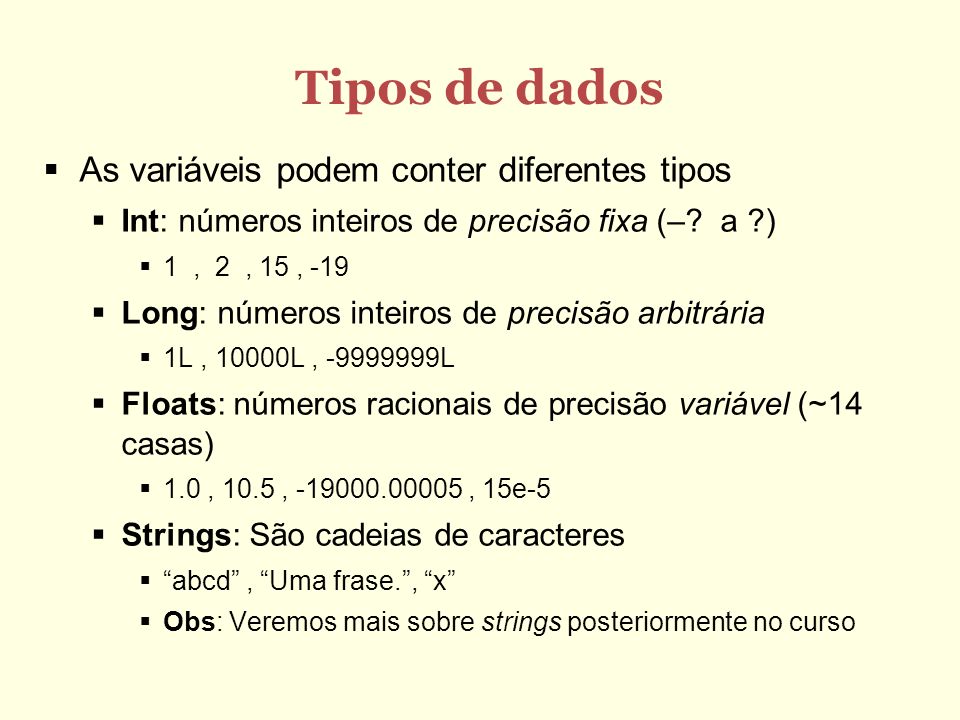 Tipos de dados
▪ As variáveis podem conter diferentes tipos
▪ Int: números inteiros de precisão fixa (–? a ?)
▪ 1 , 2 , 15 , -19
▪ Long: números inteiros de precisão arbitrária
▪ 1L , 10000L , -9999999L
▪ Floats: números racionais de precisão variável (~14
casas)
▪ 1.0 , 10.5 , -19000.00005 , 15e-5
▪ Strings: São cadeias de caracteres
▪ “abcd” , “Uma frase.”, “x”
▪ Obs: Veremos mais sobre strings posteriormente no curso